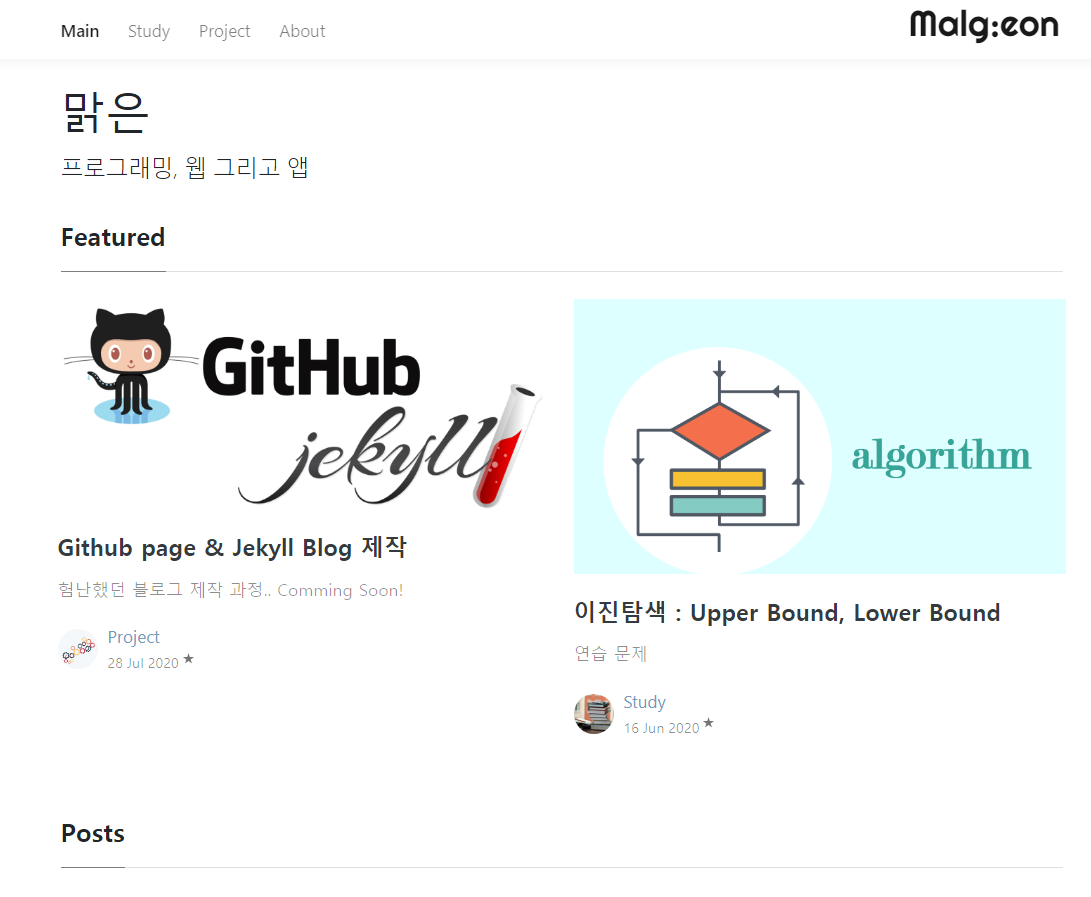 Main Study Project About
Malg:eon
맑은
프로그래밍, 웹 그리고 앱
Featured
GitHub
jekyll
Github page & Jekyll Blog 제작
험난했던 블로그 제작 과정.. Comming Soon!
Project
28 Jul 2020 ★
algorithm
이진탐색 : Upper Bound, Lower Bound
연습 문제
Study
16 Jun 2020 ★
Posts